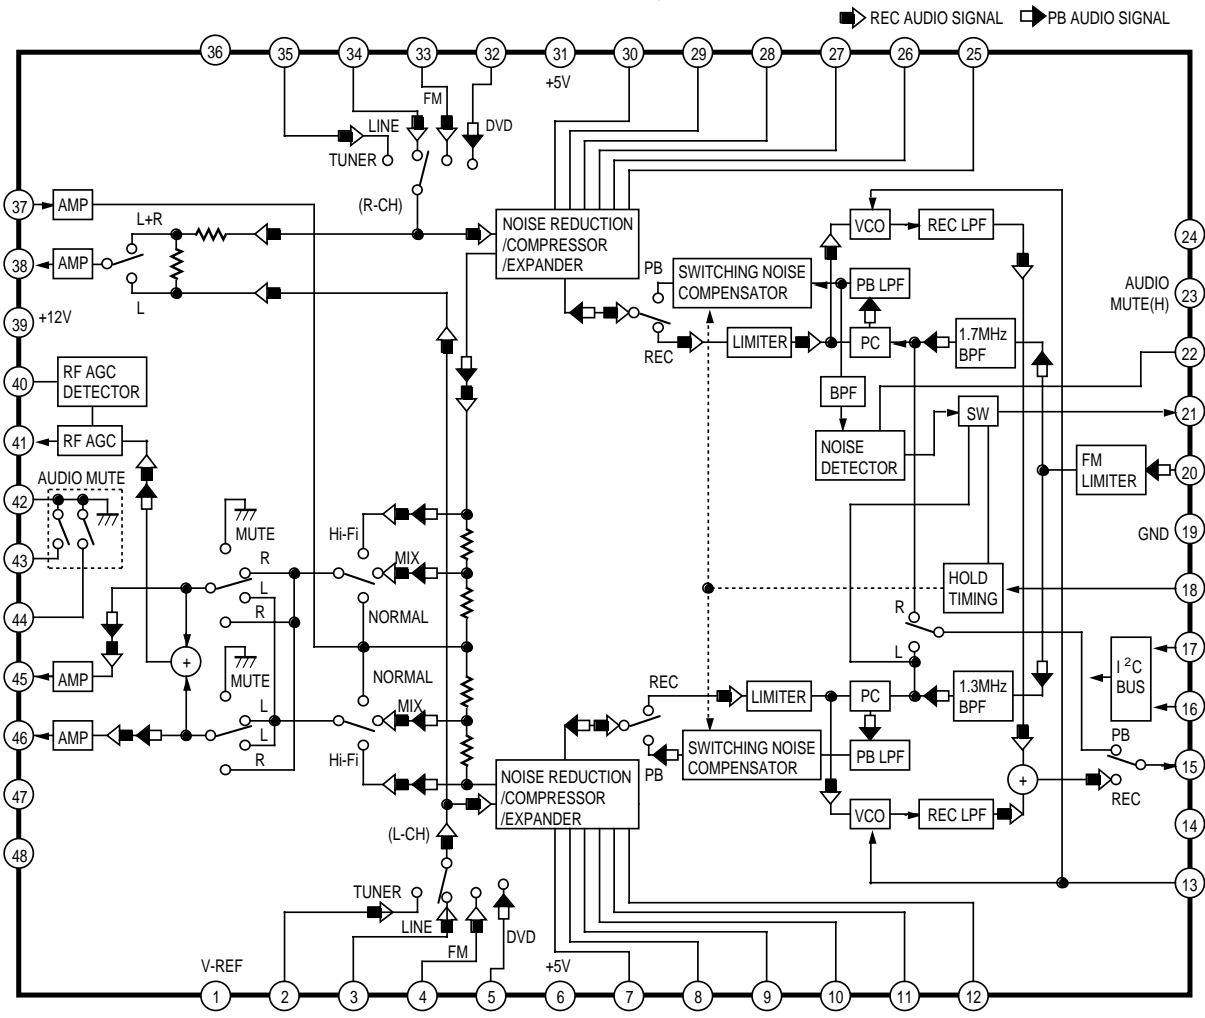 REC AUDIO SIGNAL PB AUDIO SIGNAL
36 35 34 33 32 31 30 29 28 27 26 25
+5V
FM
LINE
DVD
TUNER
(R-CH)
37
AMP
L+R
38
AMP
L
39
+12V
40
RF AGC
DETECTOR
41
RF AGC
AUDIO MUTE
42
43
44
45
AMP
46
AMP
47
48
NOISE REDUCTION
/COMPRESSOR
/EXPANDER
PB
SWITCHING NOISE
COMPENSATOR
REC
LIMITER
VCO
REC LPF
PB LPF
PC
1.7MHz
BPF
BPF
NOISE
DETECTOR
SW
24
AUDIO
MUTE(H)
23
22
21
FM
LIMITER
20
GND
19
HOLD
TIMING
18
17
I²C
BUS
16
PB
15
REC
14
13
MUTE
R
L
R
MUTE
L
L
R
+
Hi-Fi
MIX
NORMAL
NORMAL
MIX
Hi-Fi
R
L
REC
LIMITER
PC
1.3MHz
BPF
PB
SWITCHING NOISE
COMPENSATOR
PB LPF
NOISE REDUCTION
/COMPRESSOR
/EXPANDER
VCO
REC LPF
+
(L-CH)
TUNER
LINE
FM
DVD
V-REF
+5V
1 2 3 4 5 6 7 8 9 10 11 12